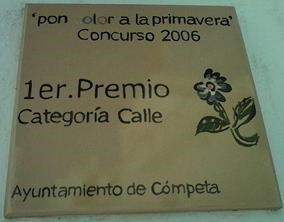 'pon color a la primavera'
Concurso 2006
1er. Premio
Categoría Calle
Ayuntamiento de Cómpeta